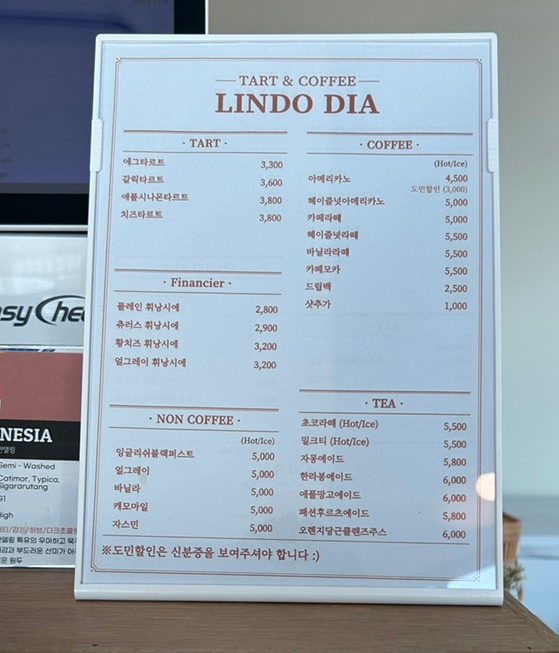 TART & COFFEE
LINDO DIA
· TART ·
에그타르트 3,300
갈릭타르트 3,600
애플시나몬타르트 3,800
치즈타르트 3,800
· Financier ·
플레인 휘낭시에 2,800
츄러스 휘낭시에 2,900
황치즈 휘낭시에 3,200
얼그레이 휘낭시에 3,200
· NON COFFEE ·
(Hot/Ice)
잉글리쉬블랙퍼스트 5,000
얼그레이 5,000
바닐라 5,000
캐모마일 5,000
자스민 5,000
· COFFEE ·
(Hot/Ice)
아메리카노 4,500
도민할인 (3,000)
헤이즐넛아메리카노 5,000
카페라떼 5,000
헤이즐넛라떼 5,500
바닐라라떼 5,500
카페모카 5,500
드립백 2,500
샷추가 1,000
· TEA ·
초코라떼 (Hot/Ice) 5,500
밀크티 (Hot/Ice) 5,500
자몽에이드 5,800
한라봉에이드 6,000
애플망고에이드 6,000
패션후르츠에이드 5,800
오렌지당근클렌즈주스 6,000
※도민할인은 신분증을 보여주셔야 합니다 :)
NESIA
Semi - Washed
Catimor, Typica,
Sigararutang
G1
High